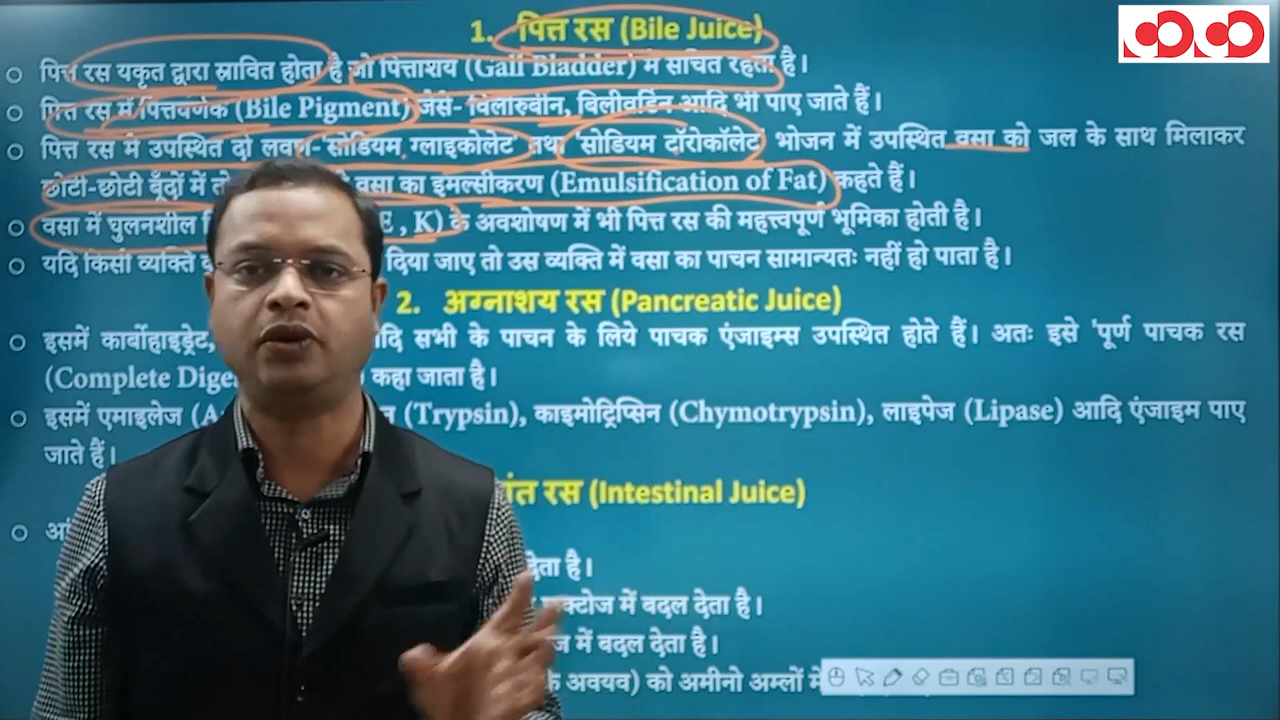 1. पित्त रस (Bile Juice)
पित्त रस यकृत द्वारा स्रावित होता है जो पित्ताशय (Gall Bladder) में संचित रहता है।
पित्त रस में पित्तवर्णक (Bile Pigment) जैसे- बिलीरुबीन, बिलीवर्डिन आदि भी पाए जाते हैं।
पित्त रस में उपस्थित दो लवण-'सोडियम ग्लाइकोलेट' तथा 'सोडियम टॉरोकॉलेट' भोजन में उपस्थित वसा को जल के साथ मिलाकर
छोटी-छोटी बूँदों में वसा का इमल्सीकरण (Emulsification of Fat) कहते हैं।
वसा में घुलनशील E , K) के अवशोषण में भी पित्त रस की महत्त्वपूर्ण भूमिका होती है।
यदि किसी व्यक्ति दिया जाए तो उस व्यक्ति में वसा का पाचन सामान्यतः नहीं हो पाता है।
2. अग्नाशय रस (Pancreatic Juice)
इसमें कार्बोहाइड्रेट, सभी के पाचन के लिये पाचक एंजाइम्स उपस्थित होते हैं। अतः इसे 'पूर्ण पाचक रस
(Complete कहा जाता है।
इसमें एमाइलेज (Trypsin), काइमोट्रिप्सिन (Chymotrypsin), लाइपेज (Lipase) आदि एंजाइम पाए
जाते हैं।
रस (Intestinal Juice)
देता है।
में बदल देता है।
में बदल देता है।
अवयव) को अमीनो अम्लों में